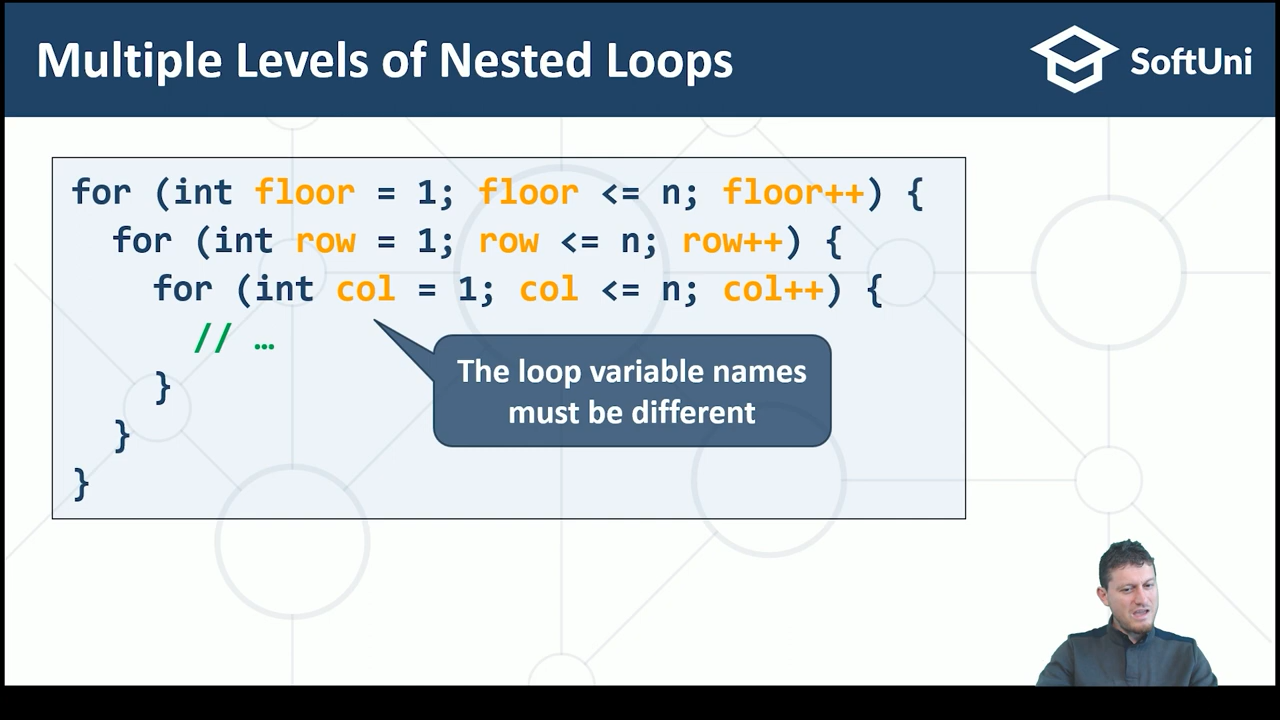 Multiple Levels of Nested Loops
SoftUni
for (int floor = 1; floor <= n; floor++) {
for (int row = 1; row <= n; row++) {
for (int col = 1; col <= n; col++) {
// …
}
}
}
The loop variable names
must be different